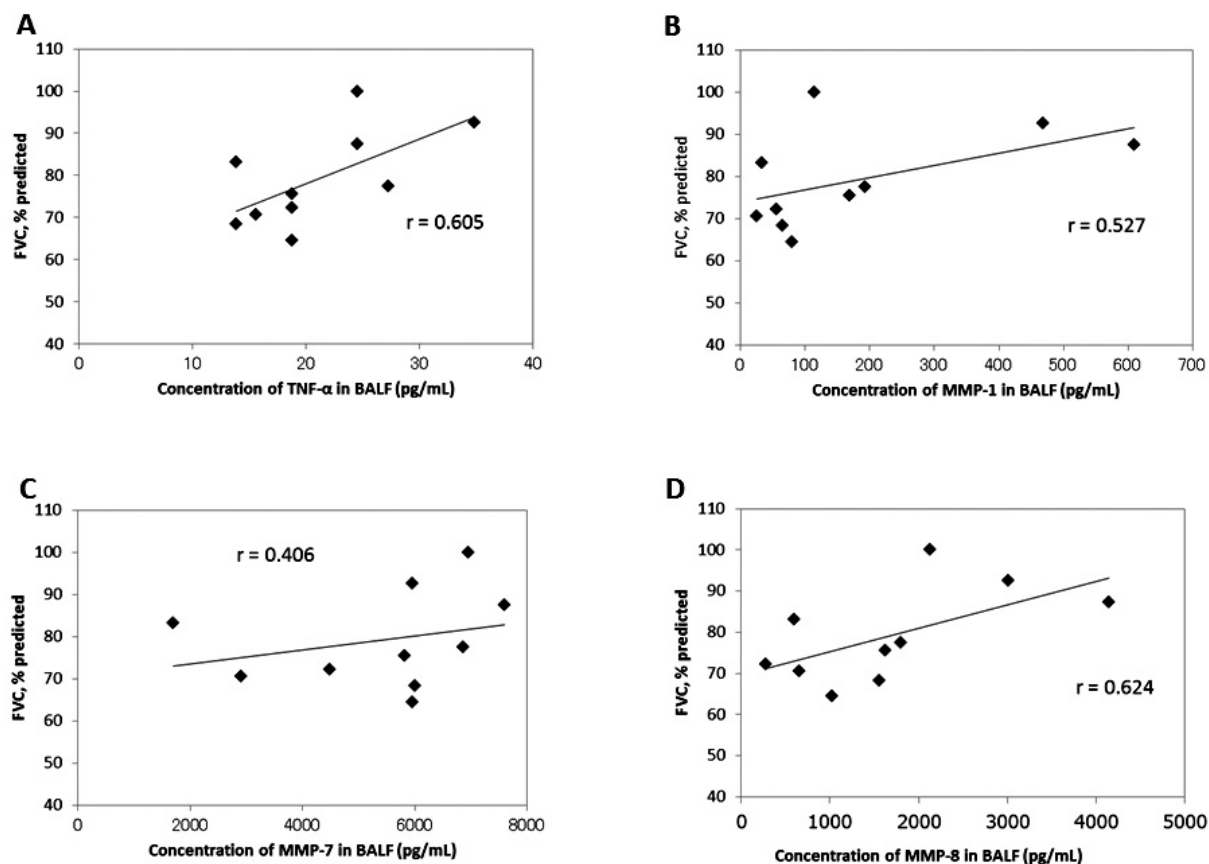 A
110
100
90
80
70
60
50
40
FVC, % predicted
r = 0.605
0 10 20 30 40
Concentration of TNF-α in BALF (pg/mL)
B
110
100
90
80
70
60
50
40
FVC, % predicted
r = 0.527
0 100 200 300 400 500 600 700
Concentration of MMP-1 in BALF (pg/mL)
C
110
100
90
80
70
60
50
40
FVC, % predicted
r = 0.406
0 2000 4000 6000 8000
Concentration of MMP-7 in BALF (pg/mL)
D
110
100
90
80
70
60
50
40
FVC, % predicted
r = 0.624
0 1000 2000 3000 4000 5000
Concentration of MMP-8 in BALF (pg/mL)